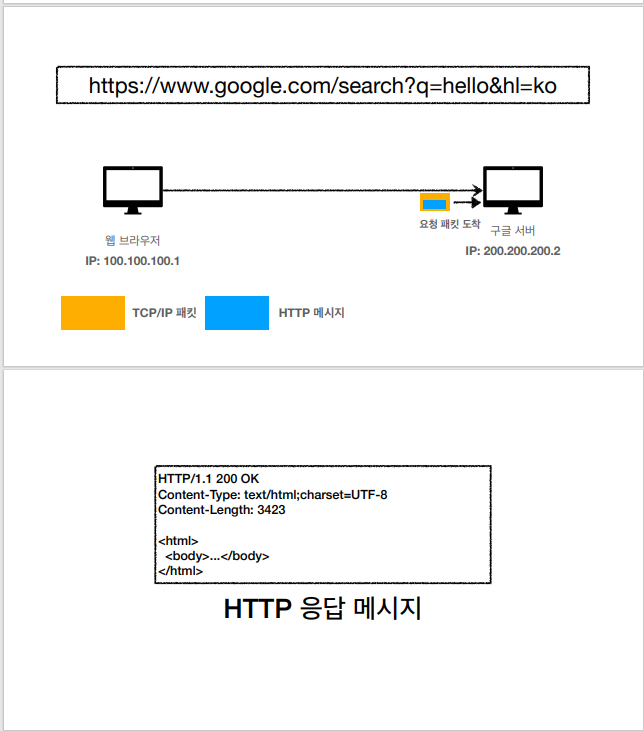 https://www.google.com/search?q=hello&hl=ko
요청 패킷 도착
웹 브라우저
구글 서버
IP: 100.100.100.1
IP: 200.200.200.2
TCP/IP 패킷
HTTP 메시지
HTTP/1.1 200 OK
Content-Type: text/html;charset=UTF-8
Content-Length: 3423
<html>
<body>...</body>
</html>
HTTP 응답 메시지